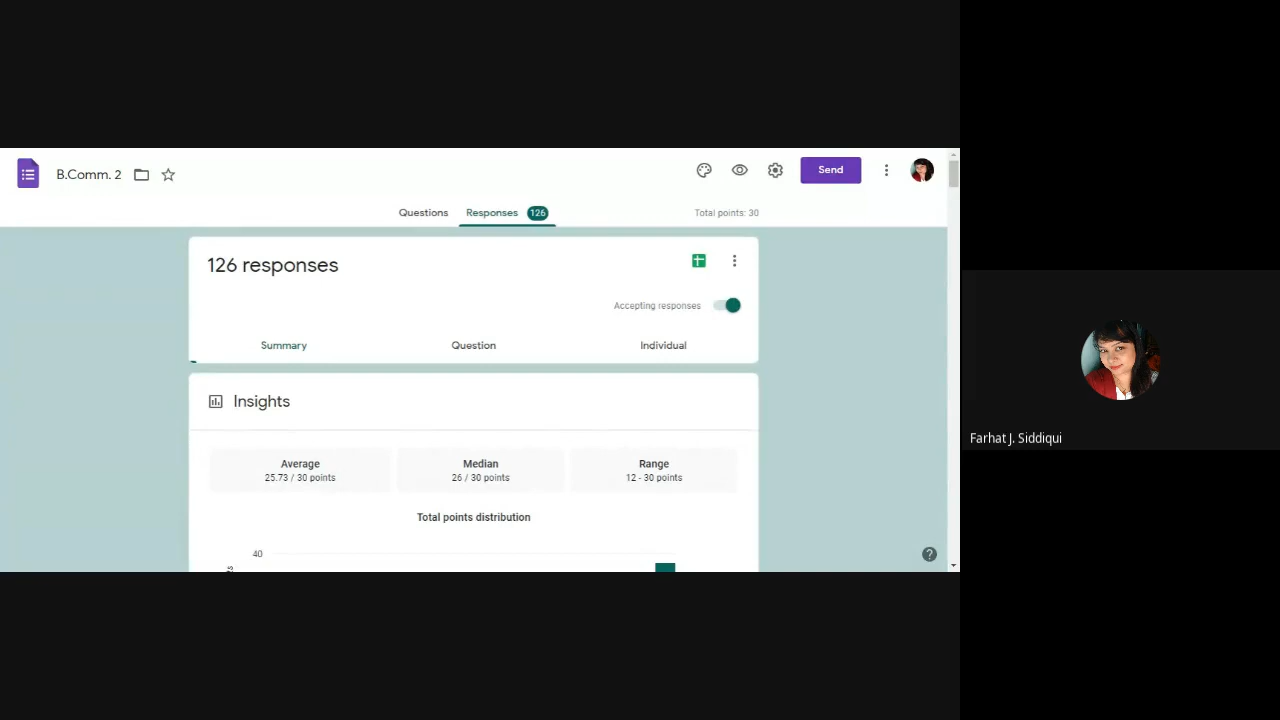 B.Comm. 2
Send
Questions Responses 126 Total points: 30
126 responses
Accepting responses
Summary Question Individual
Insights
Average Median Range
25.73 / 30 points 26 / 30 points 12 - 30 points
Total points distribution
40
?
Farhat J. Siddiqui